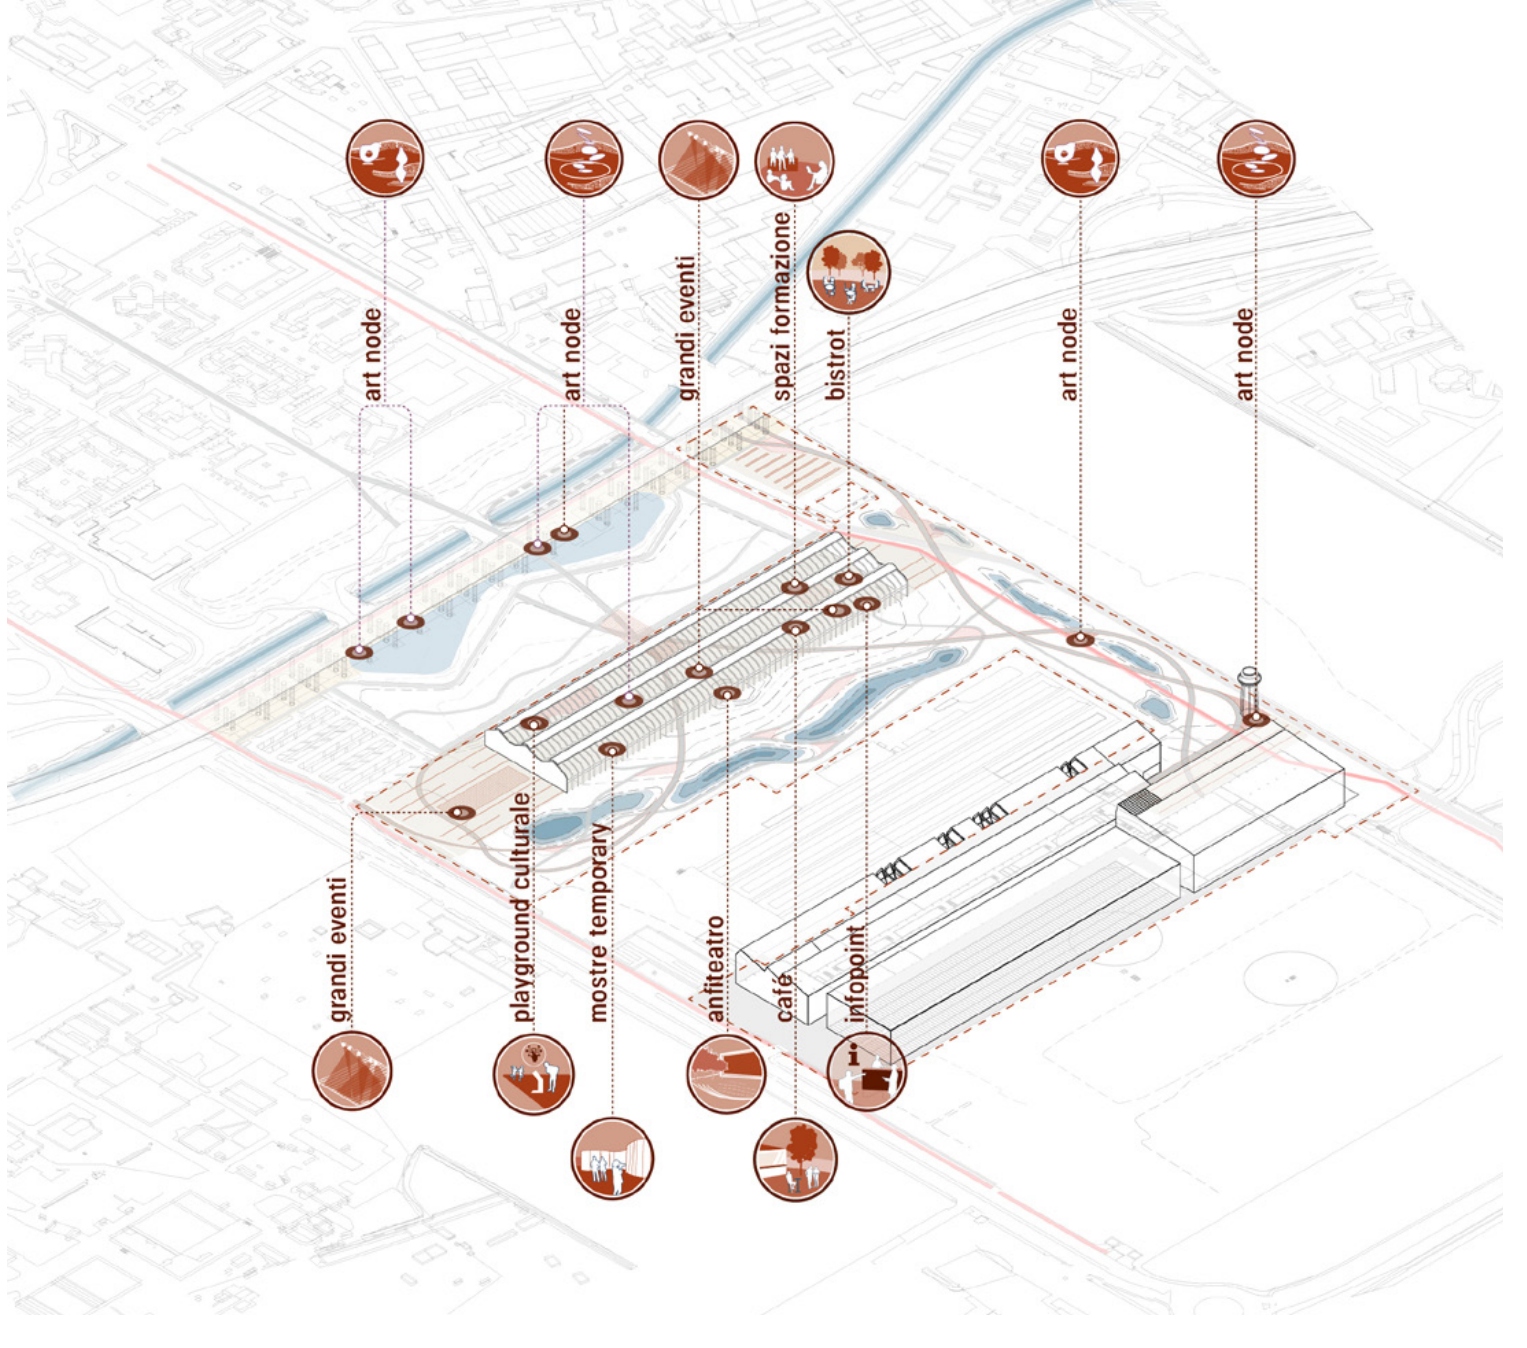 art node
art node
grandi eventi
spazi formazione
bistrot
art node
art node
grandi eventi
playground culturale
mostre temporary
anfiteatro
café
infopoint
i